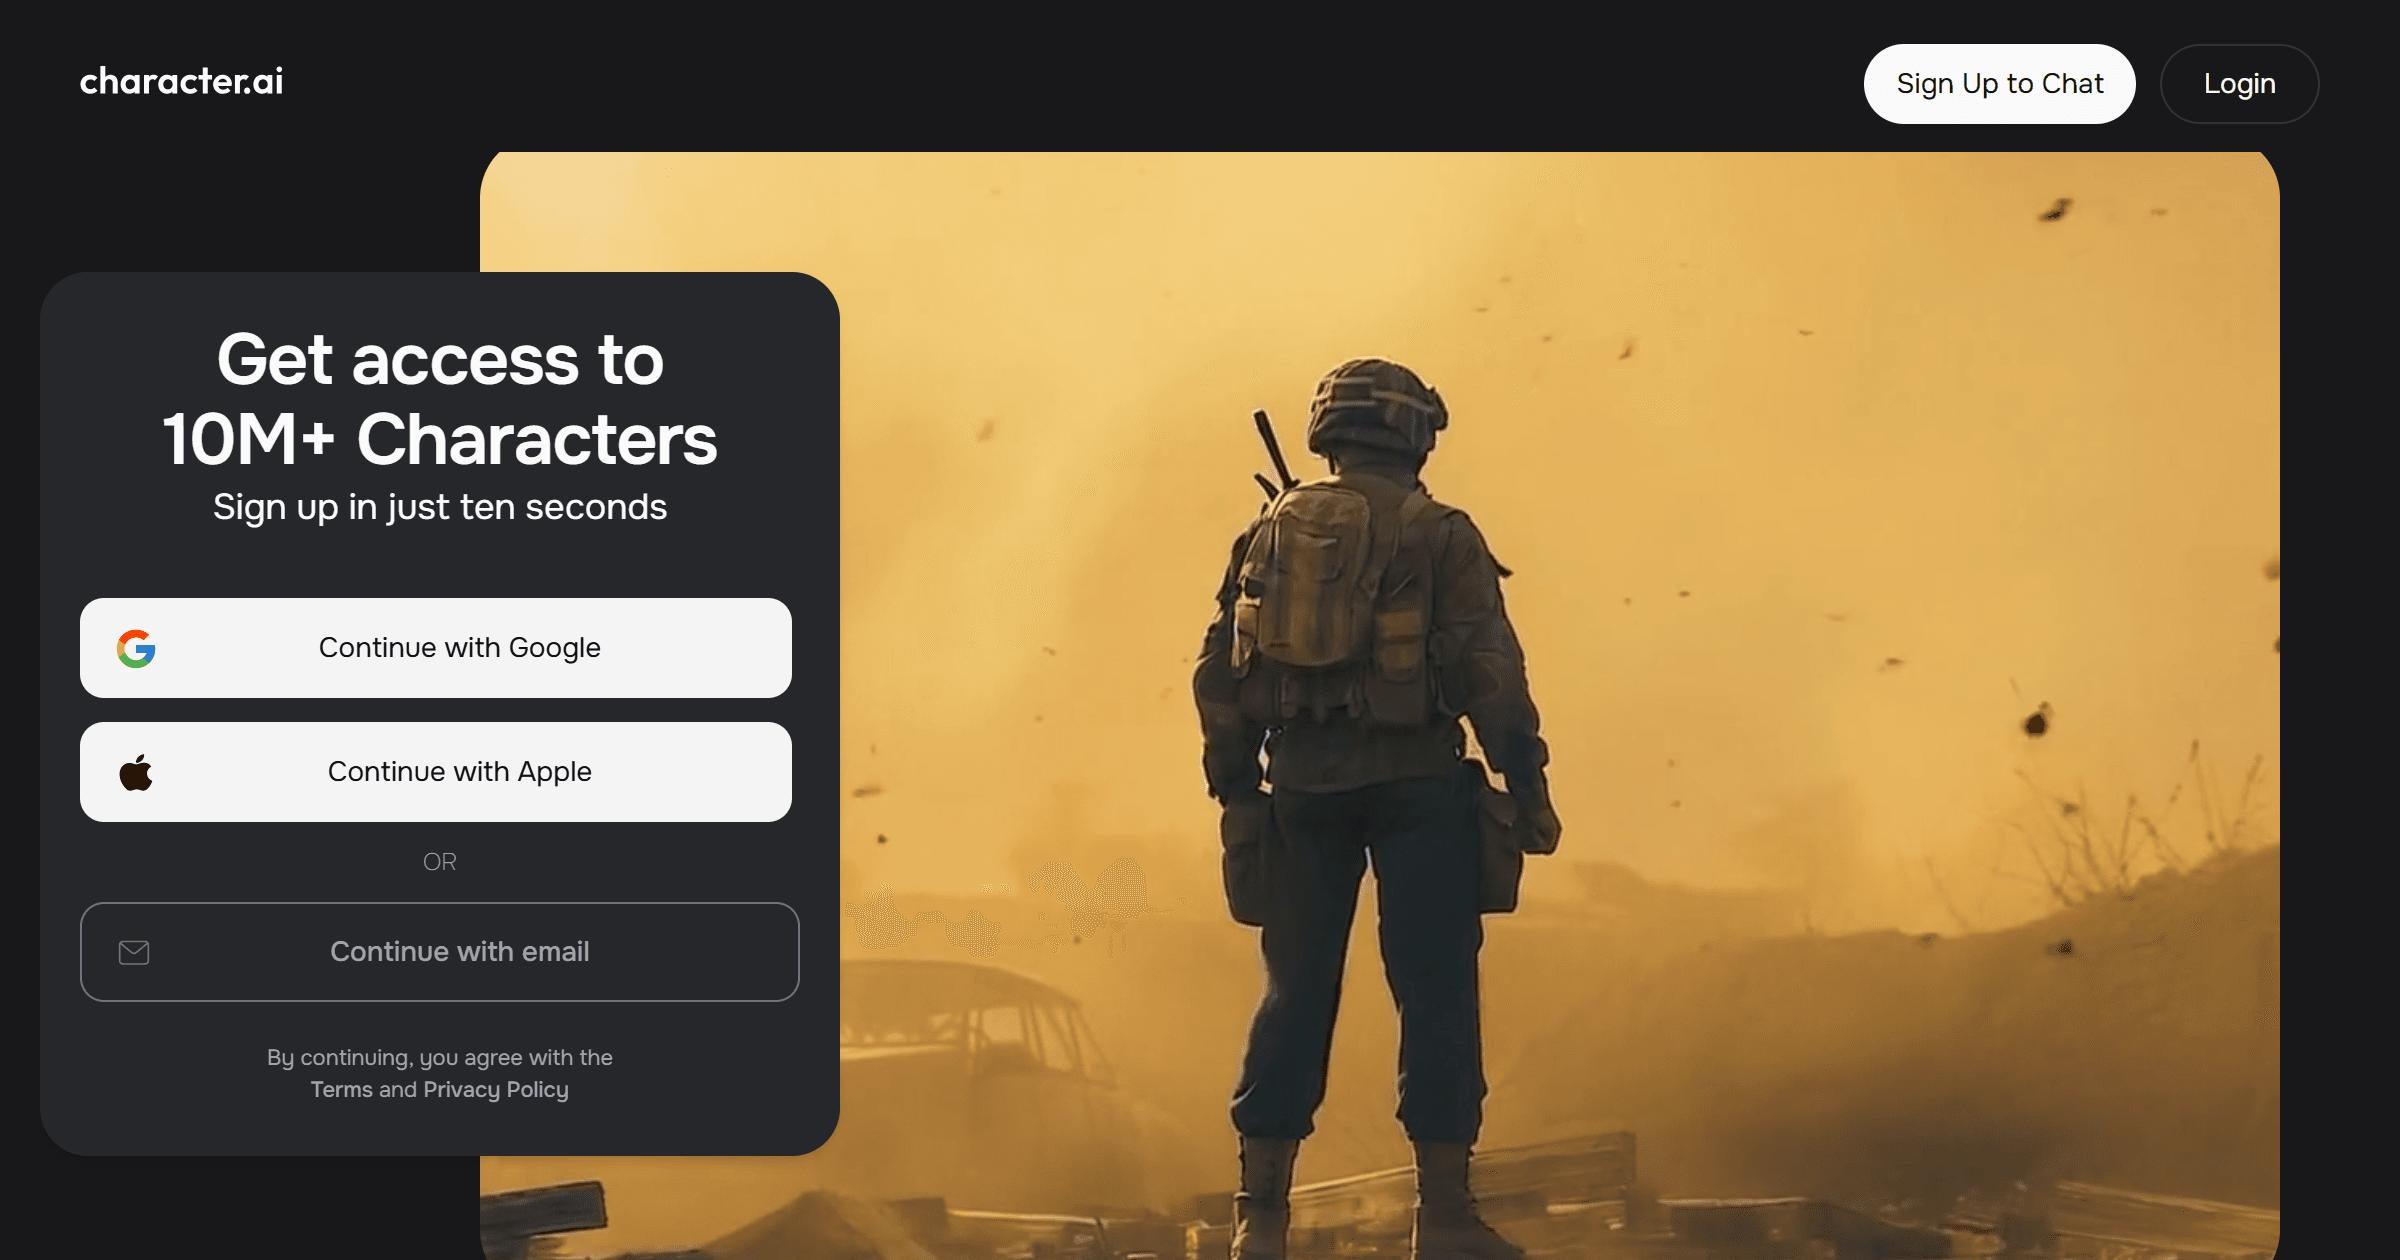 character.ai
Sign Up to Chat
Login
Get access to
10M+ Characters
Sign up in just ten seconds
Continue with Google
Continue with Apple
OR
Continue with email
By continuing, you agree with the
Terms and Privacy Policy